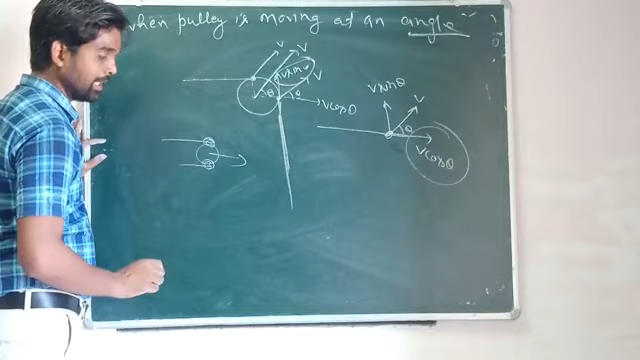 when pulley is moving at an angle
V V
V sinθ V
θ θ
V cosθ
V sinθ V
θ
V cosθ